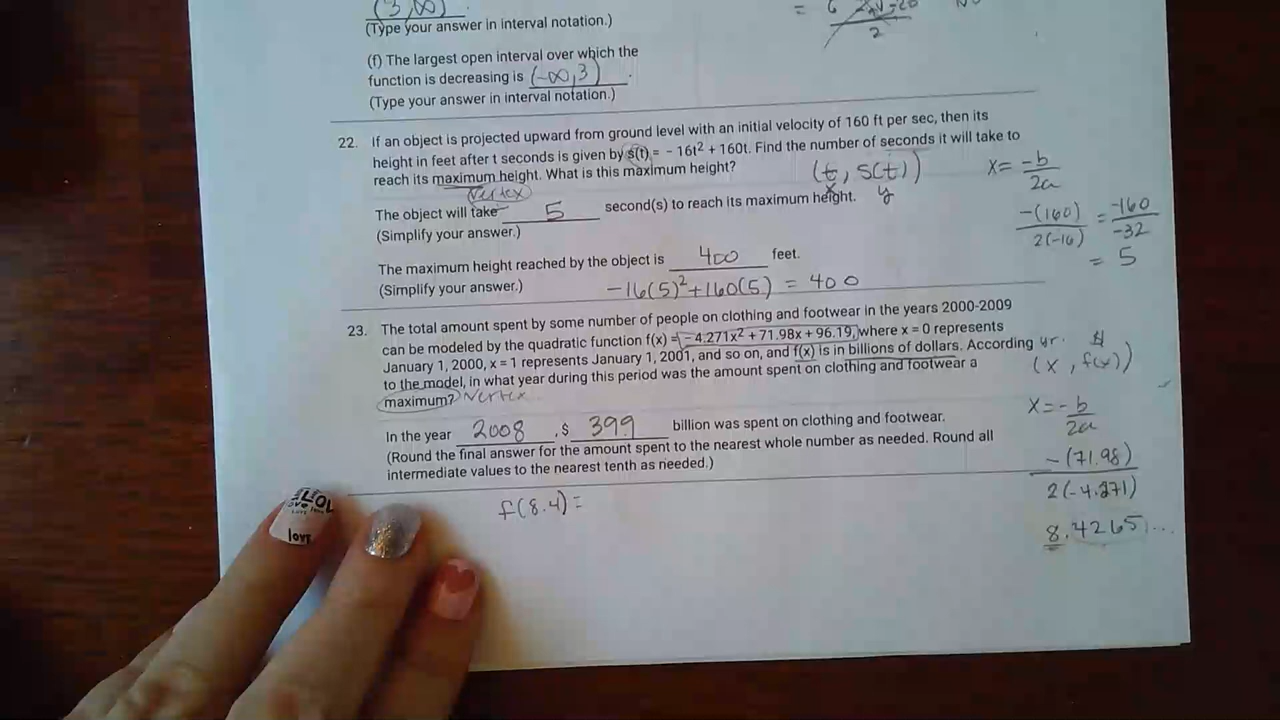 (3, ∞).
(Type your answer in interval notation.)
(f) The largest open interval over which the
function is decreasing is (-∞, 3).
(Type your answer in interval notation.)
= 6
2
22. If an object is projected upward from ground level with an initial velocity of 160 ft per sec, then its
height in feet after t seconds is given by s(t) = - 16t² + 160t. Find the number of seconds it will take to
reach its maximum height. What is this maximum height?
Vertex
(t, s(t))
x y
x = -b/2a
The object will take 5 second(s) to reach its maximum height.
(Simplify your answer.)
-(160)/2(-16) = -160/-32
= 5
The maximum height reached by the object is 400 feet.
(Simplify your answer.)
-16(5)² + 160(5) = 400
23. The total amount spent by some number of people on clothing and footwear in the years 2000-2009
can be modeled by the quadratic function f(x) = - 4.271x² + 71.98x + 96.19, where x = 0 represents
January 1, 2000, x = 1 represents January 1, 2001, and so on, and f(x) is in billions of dollars. According
to the model, in what year during this period was the amount spent on clothing and footwear a
maximum? Vertex
yr. $
(x, f(x))
x = -b/2a
In the year 2008, $ 399 billion was spent on clothing and footwear.
(Round the final answer for the amount spent to the nearest whole number as needed. Round all
intermediate values to the nearest tenth as needed.)
-(71.98)/2(-4.271)
8.42651...
f(8.4) =
LOL
love